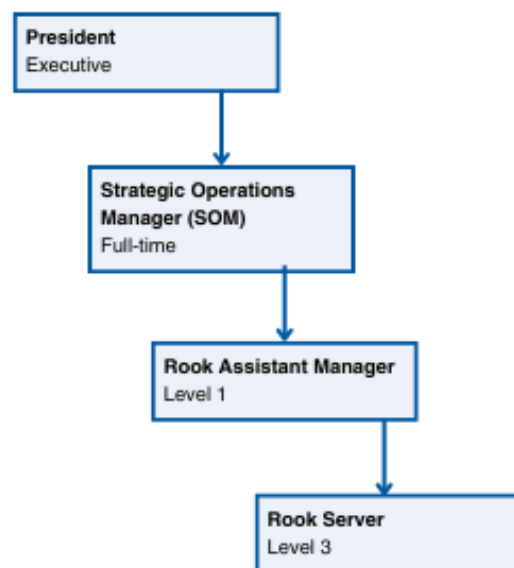 President
Executive
Strategic Operations
Manager (SOM)
Full-time
Rook Assistant Manager
Level 1
Rook Server
Level 3